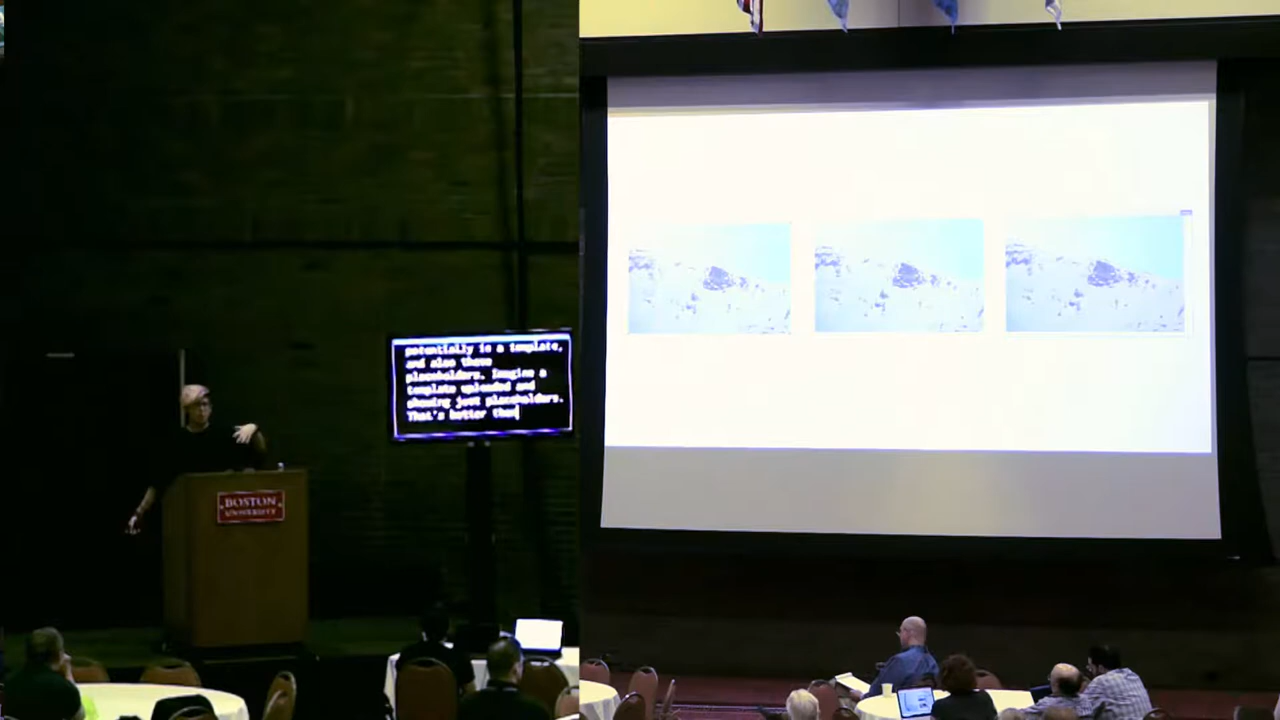 potentially is a template,
and also these
placeholders. Imagine a
template uploaded and
showing just placeholders.
That's better than
BOSTON
UNIVERSITY